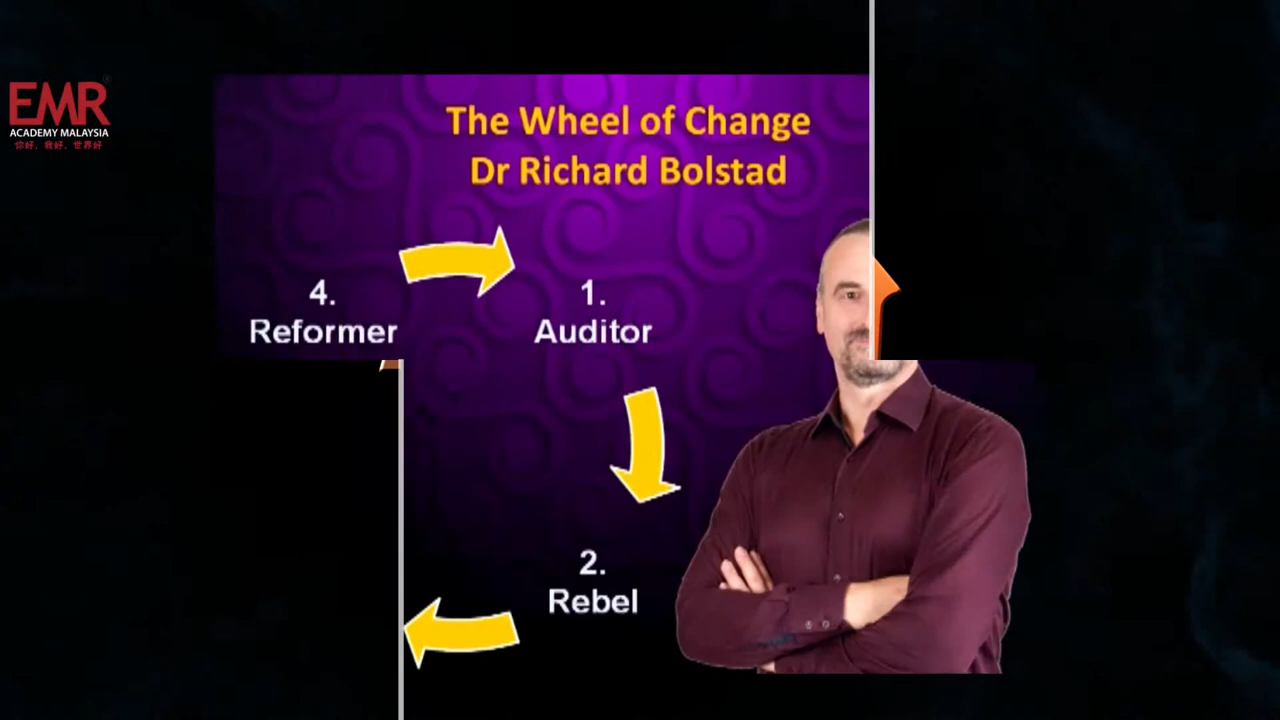 EMR
ACADEMY MALAYSIA
你好, 我好, 世界好
The Wheel of Change
Dr Richard Bolstad
4.
Reformer
1.
Auditor
2.
Rebel